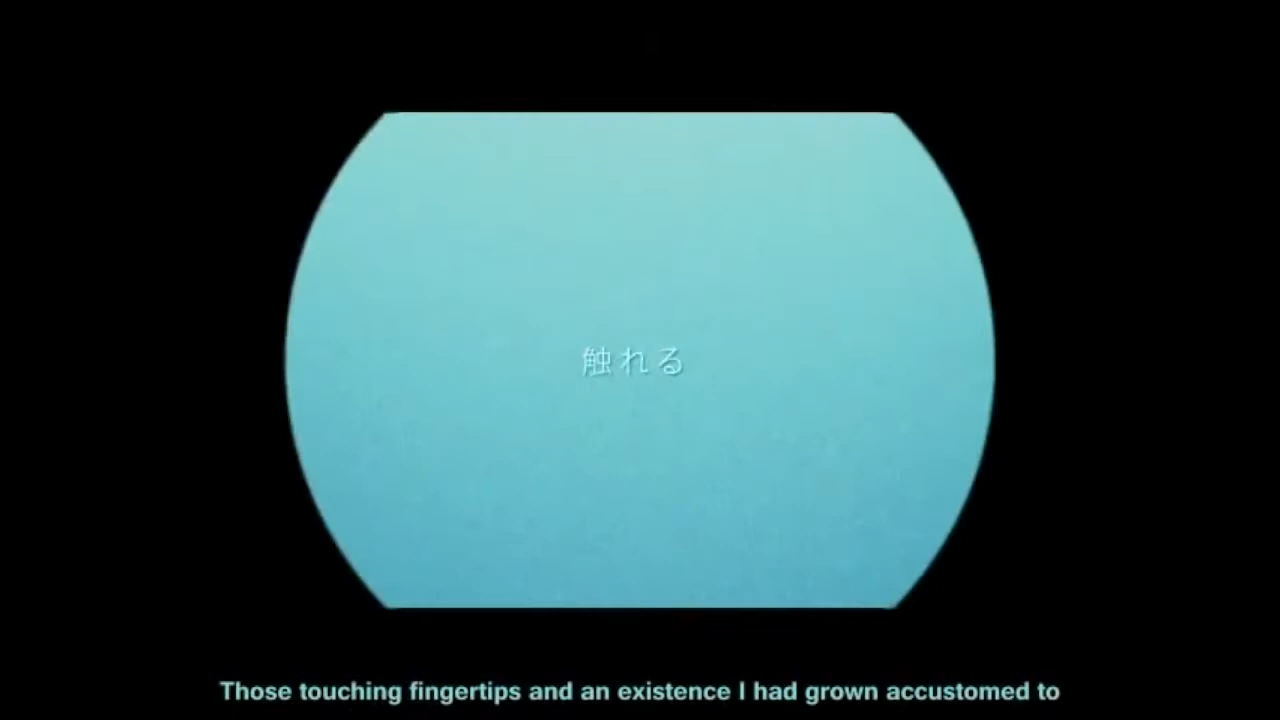 触れる
Those touching fingertips and an existence I had grown accustomed to